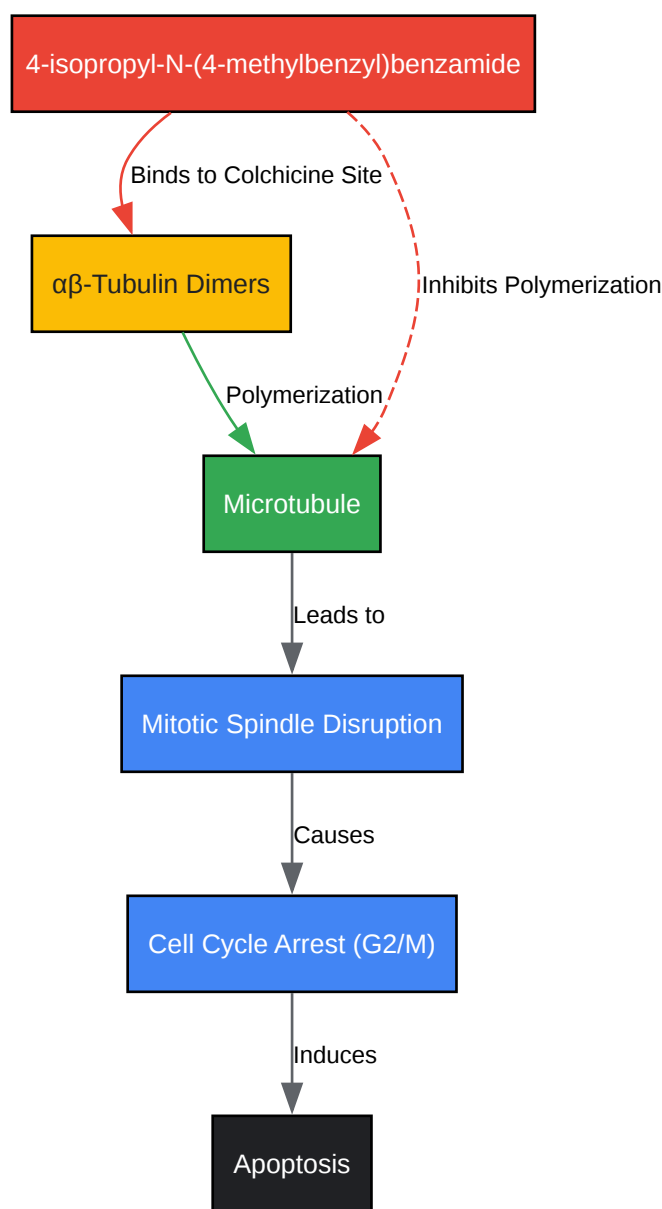 4-isopropyl-N-(4-methylbenzyl)benzamide
Binds to Colchicine Site
αβ-Tubulin Dimers
Inhibits Polymerization
Polymerization
Microtubule
Leads to
Mitotic Spindle Disruption
Causes
Cell Cycle Arrest (G2/M)
Induces
Apoptosis